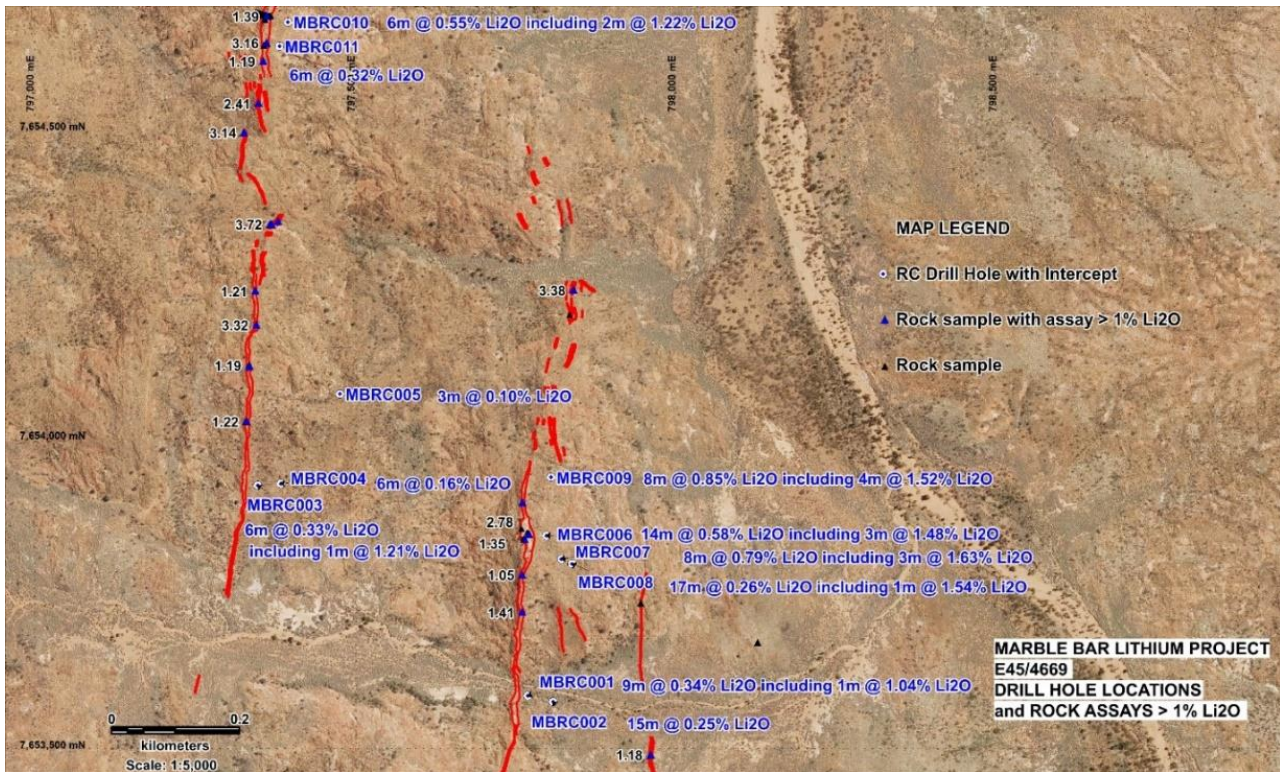 1.39
MBRC010 6m @ 0.55% Li2O including 2m @ 1.22% Li2O
3.16
MBRC011
1.19
6m @ 0.32% Li2O
797,000 mE
797,500 mE
798,000 mE
798,500 mE
2.41
7,654,500 mN
3.14
3.72
MAP LEGEND
RC Drill Hole with Intercept
Rock sample with assay > 1% Li2O
Rock sample
1.21
3.38
3.32
1.19
MBRC005 3m @ 0.10% Li2O
1.22
7,654,000 mN
MBRC004 6m @ 0.16% Li2O
MBRC009 8m @ 0.85% Li2O including 4m @ 1.52% Li2O
MBRC003
6m @ 0.33% Li2O
including 1m @ 1.21% Li2O
2.78
MBRC006 14m @ 0.58% Li2O including 3m @ 1.48% Li2O
1.35
MBRC007 8m @ 0.79% Li2O including 3m @ 1.63% Li2O
1.05
MBRC008 17m @ 0.26% Li2O including 1m @ 1.54% Li2O
1.41
MBRC001 9m @ 0.34% Li2O including 1m @ 1.04% Li2O
MBRC002 15m @ 0.25% Li2O
1.18
MARBLE BAR LITHIUM PROJECT
E45/4669
DRILL HOLE LOCATIONS
and ROCK ASSAYS > 1% Li2O
0 0.2
kilometers
Scale: 1:5,000
7,653,500 mN